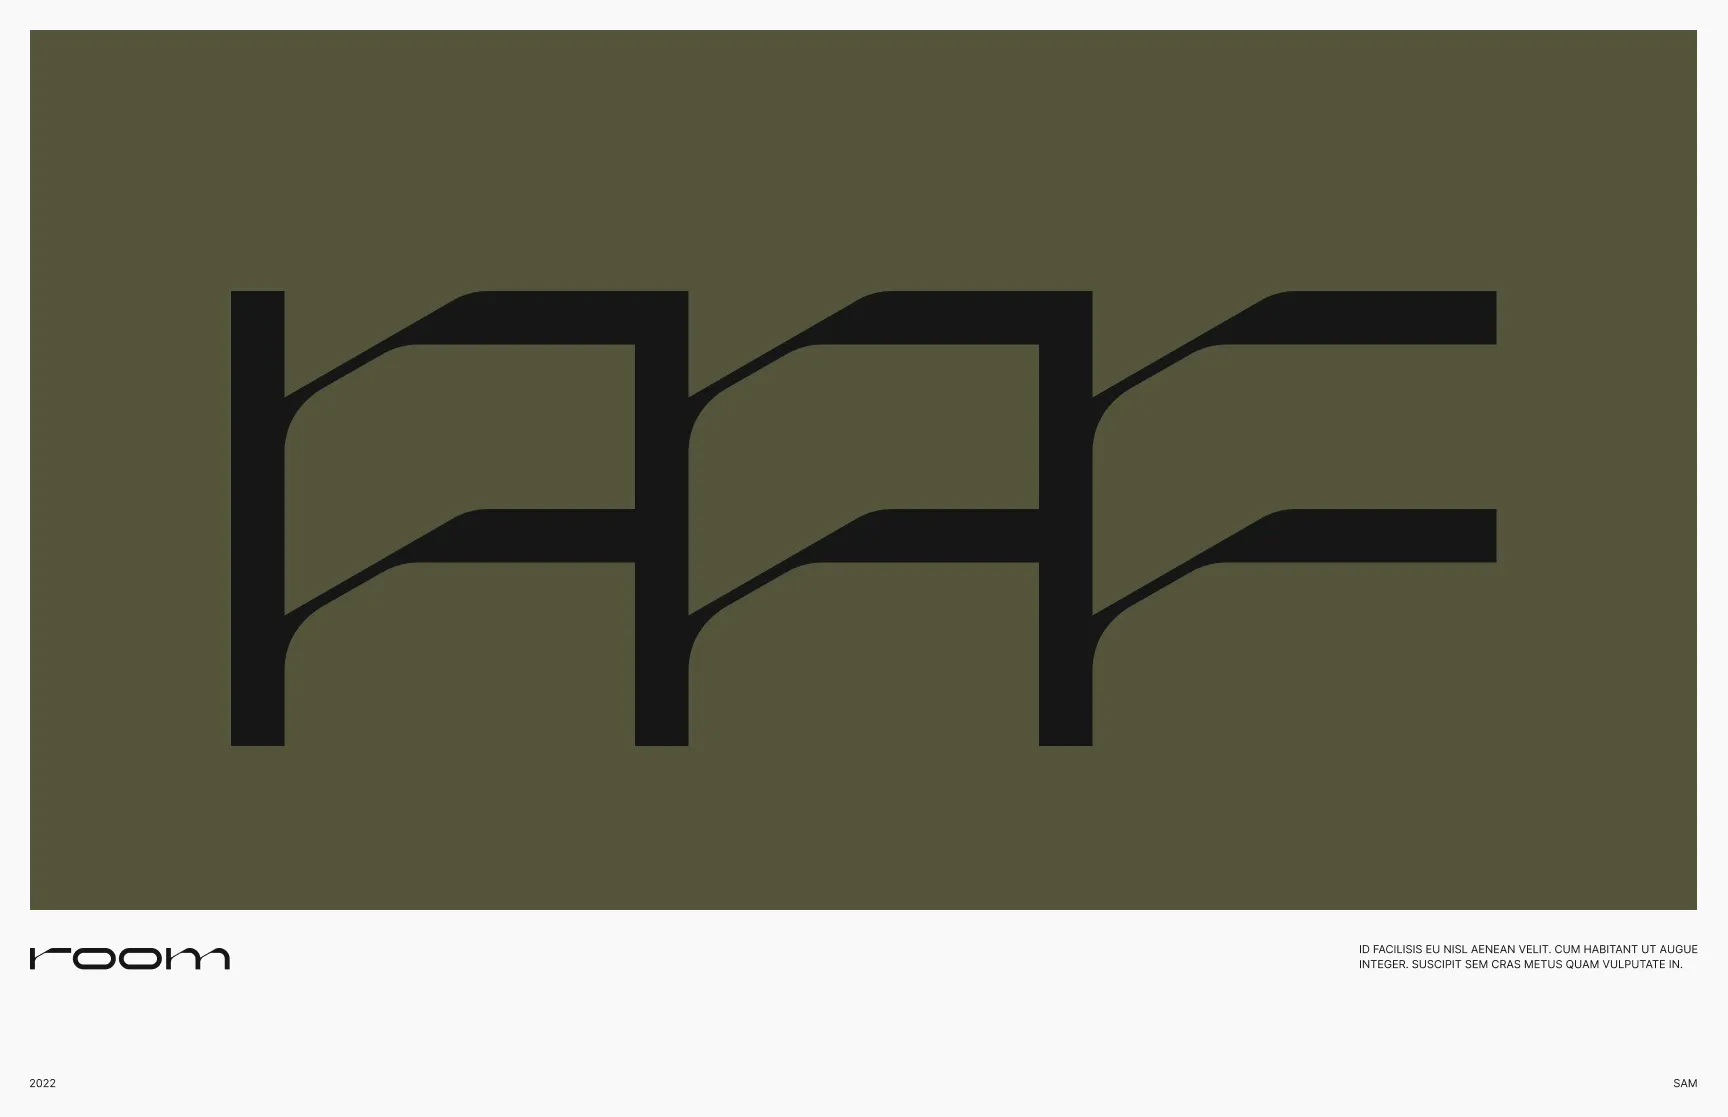 room
ID FACILISIS EU NISL AENEAN VELIT. CUM HABITANT UT AUGUE
INTEGER. SUSCIPIT SEM CRAS METUS QUAM VULPUTATE IN.
2022
SAM